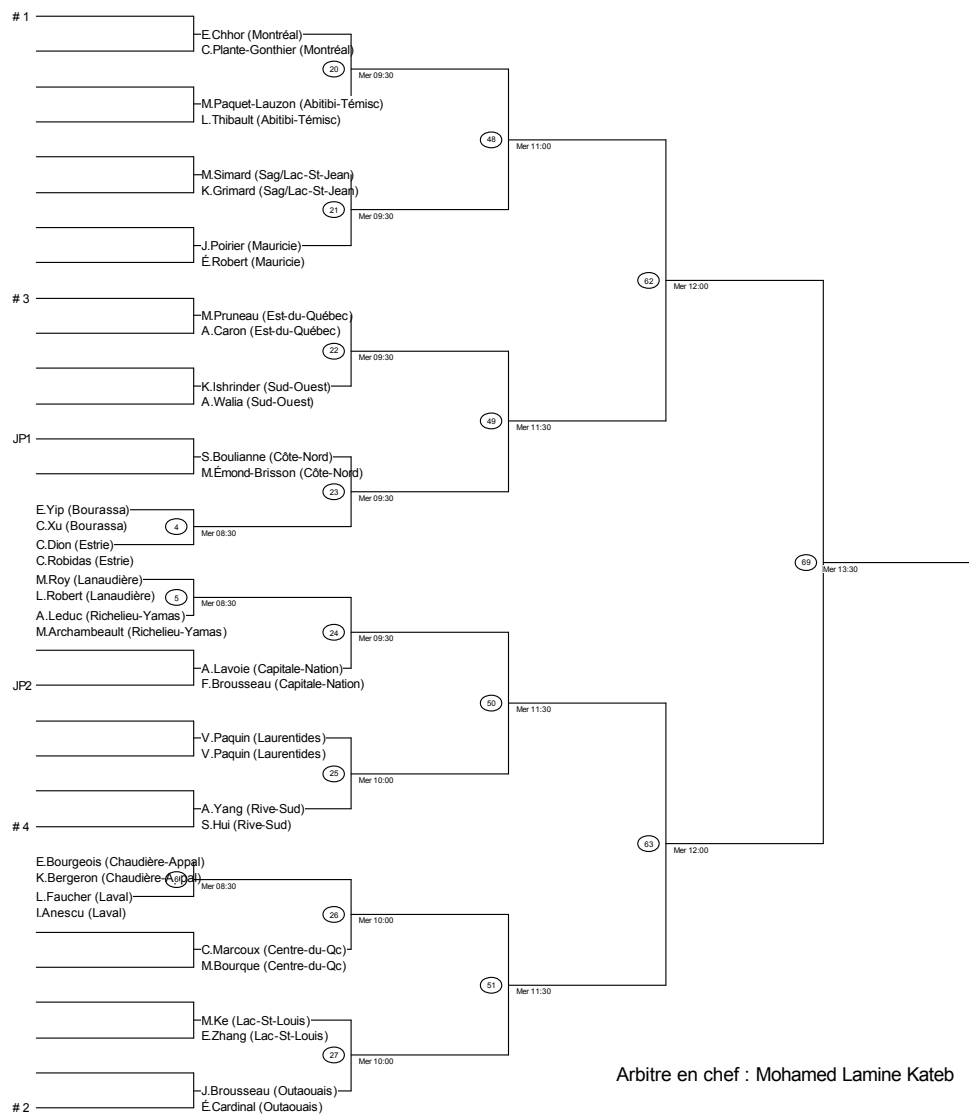 # 1
E.Chhor (Montréal)
C.Plante-Gonthier (Montréal)
20
Mer 09:30
M.Paquet-Lauzon (Abitibi-Témisc)
L.Thibault (Abitibi-Témisc)
48
Mer 11:00
M.Simard (Sag/Lac-St-Jean)
K.Grimard (Sag/Lac-St-Jean)
21
Mer 09:30
J.Poirier (Mauricie)
É.Robert (Mauricie)
62
Mer 12:00
# 3
M.Pruneau (Est-du-Québec)
A.Caron (Est-du-Québec)
22
Mer 09:30
K.Ishrinder (Sud-Ouest)
A.Walia (Sud-Ouest)
49
Mer 11:30
JP1
S.Boulianne (Côte-Nord)
M.Émond-Brisson (Côte-Nord)
23
Mer 09:30
E.Yip (Bourassa)
C.Xu (Bourassa)
4
Mer 08:30
C.Dion (Estrie)
C.Robidas (Estrie)
69
Mer 13:30
M.Roy (Lanaudière)
L.Robert (Lanaudière)
5
Mer 08:30
A.Leduc (Richelieu-Yamas)
M.Archambeault (Richelieu-Yamas)
24
Mer 09:30
A.Lavoie (Capitale-Nation)
F.Brousseau (Capitale-Nation)
JP2
50
Mer 11:30
V.Paquin (Laurentides)
V.Paquin (Laurentides)
25
Mer 10:00
A.Yang (Rive-Sud)
S.Hui (Rive-Sud)
# 4
63
Mer 12:00
E.Bourgeois (Chaudière-Appal)
K.Bergeron (Chaudière-Appal)
6
Mer 08:30
L.Faucher (Laval)
I.Anescu (Laval)
26
Mer 10:00
C.Marcoux (Centre-du-Qc)
M.Bourque (Centre-du-Qc)
51
Mer 11:30
M.Ke (Lac-St-Louis)
E.Zhang (Lac-St-Louis)
27
Mer 10:00
J.Brousseau (Outaouais)
É.Cardinal (Outaouais)
# 2
Arbitre en chef : Mohamed Lamine Kateb